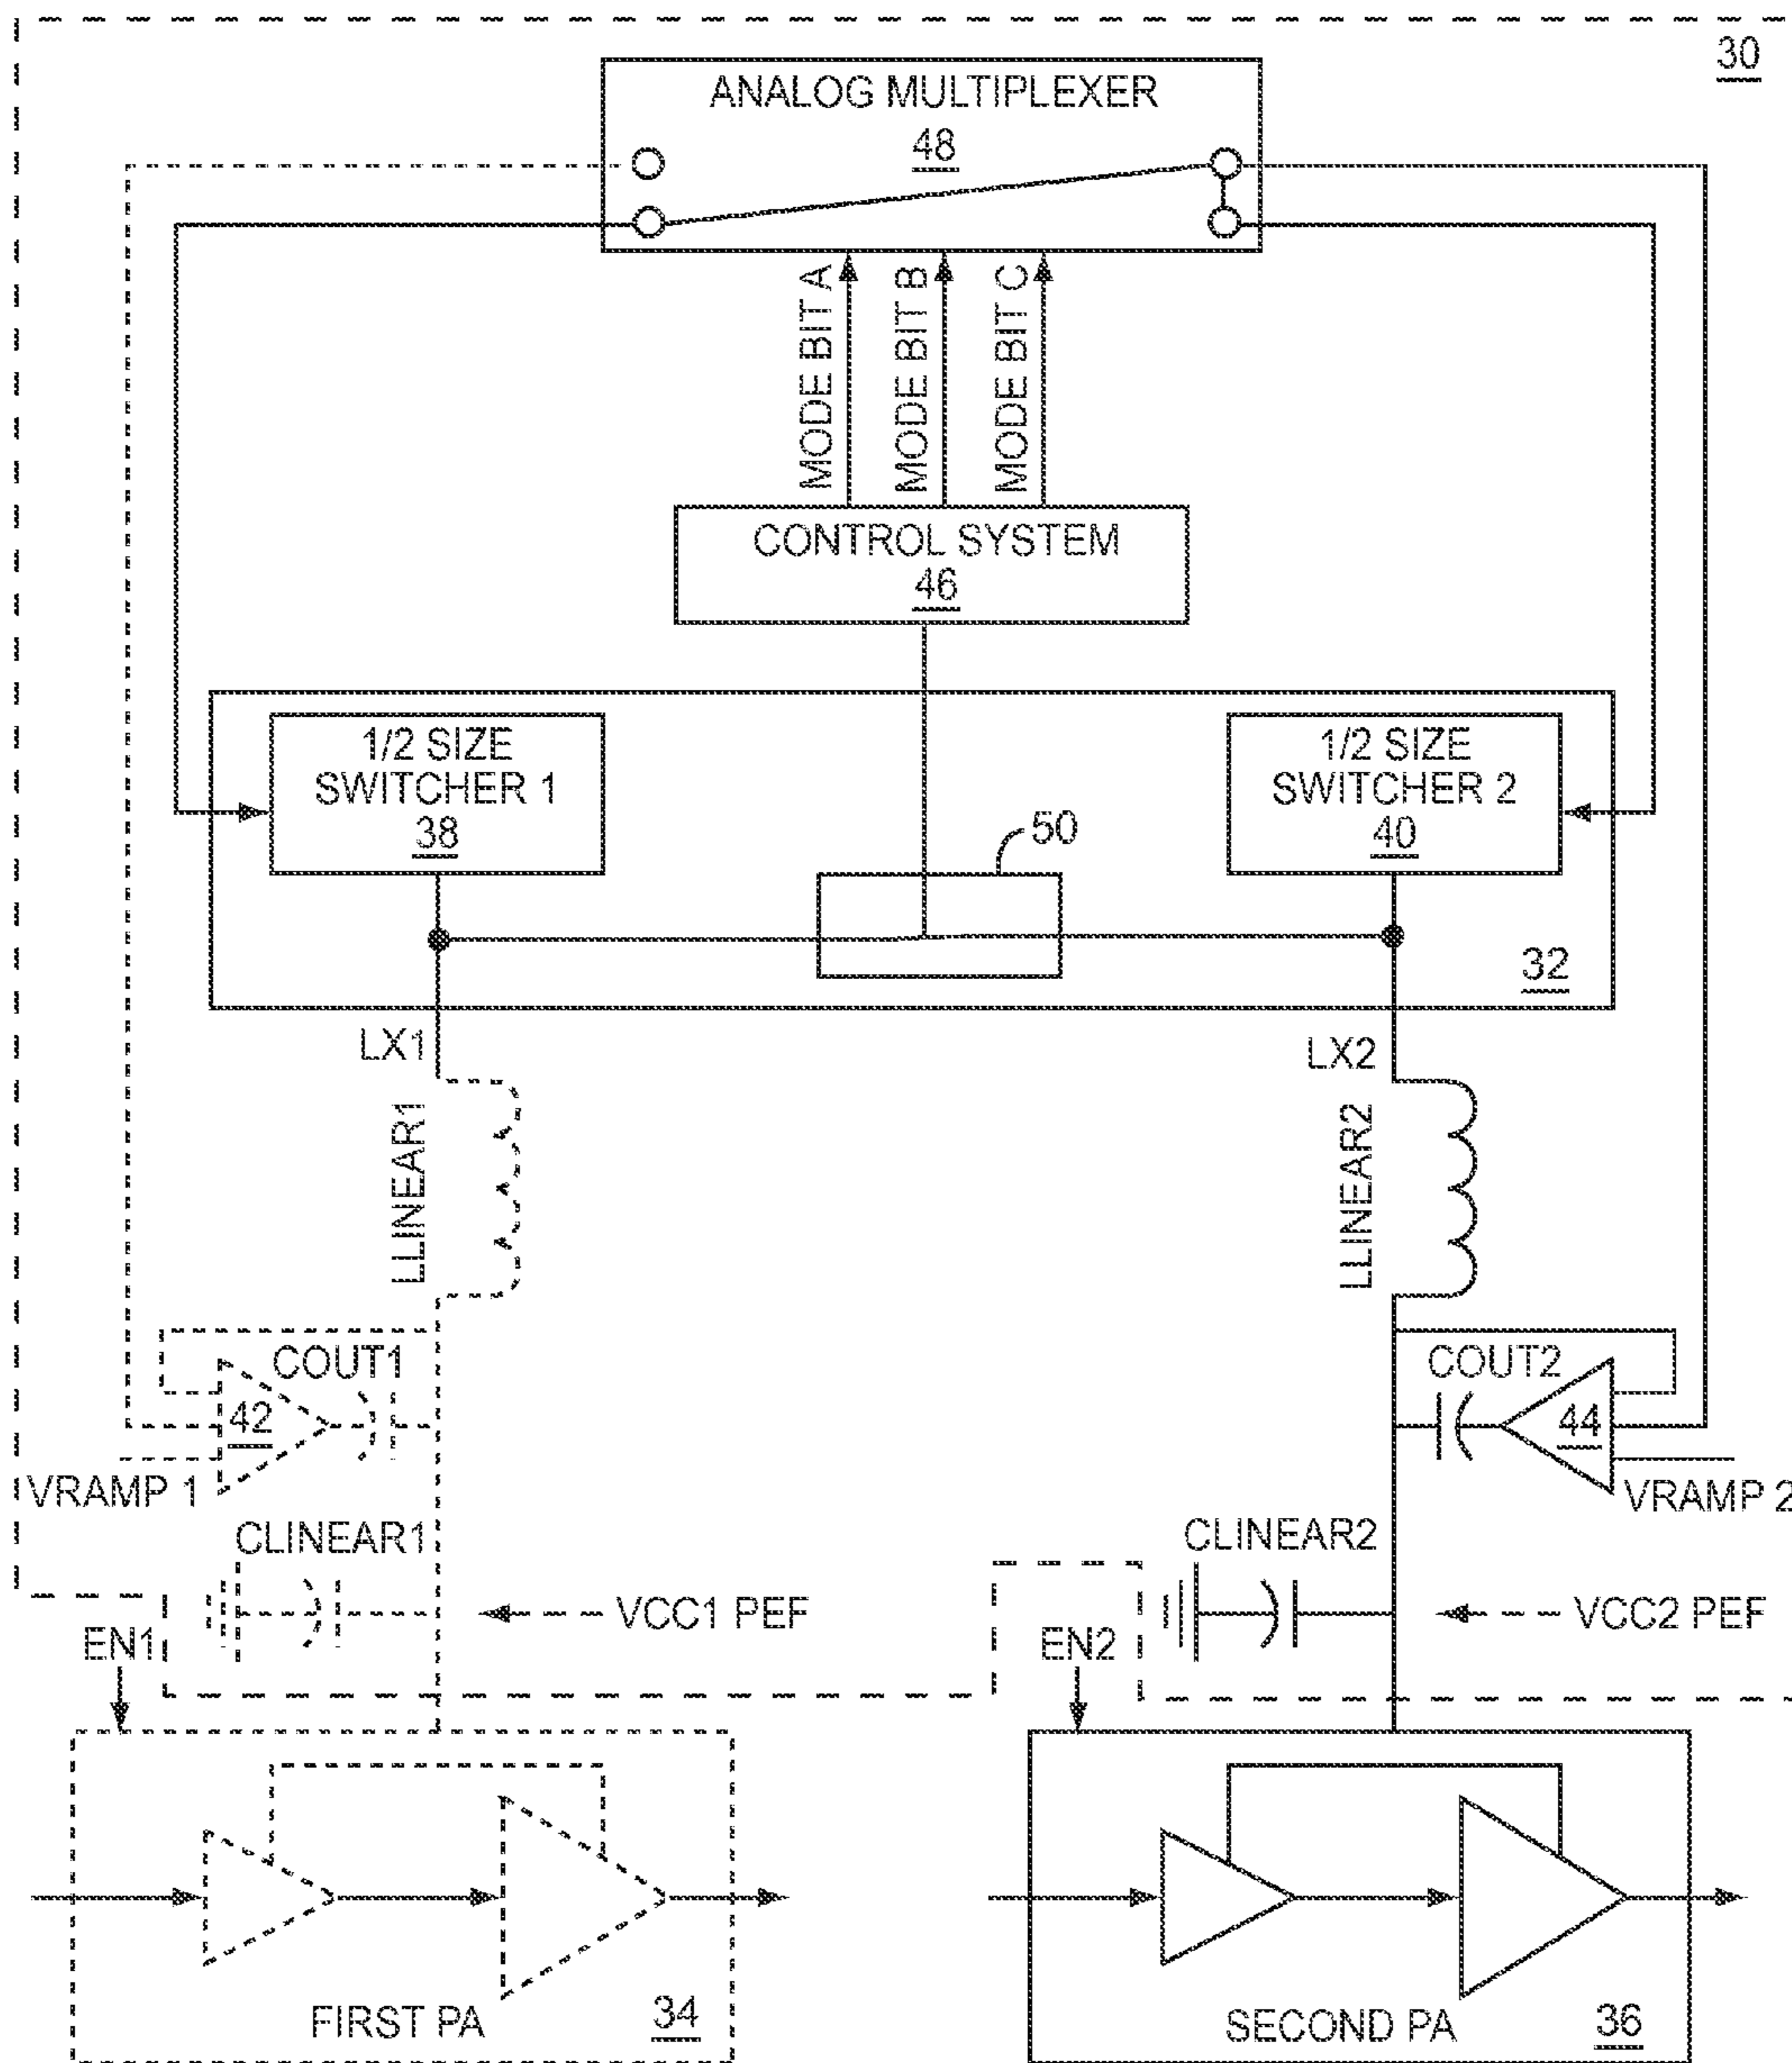 30
ANALOG MULTIPLEXER
48
MODE BIT A
MODE BIT B
MODE BIT C
CONTROL SYSTEM
46
1/2 SIZE
SWITCHER 1
38
1/2 SIZE
SWITCHER 2
40
50
32
LX1
LX2
LLINEAR1
LLINEAR2
COUT1
COUT2
42
44
VRAMP 1
VRAMP 2
CLINEAR1
CLINEAR2
VCC1 PEF
VCC2 PEF
EN1
EN2
FIRST PA
34
SECOND PA
36